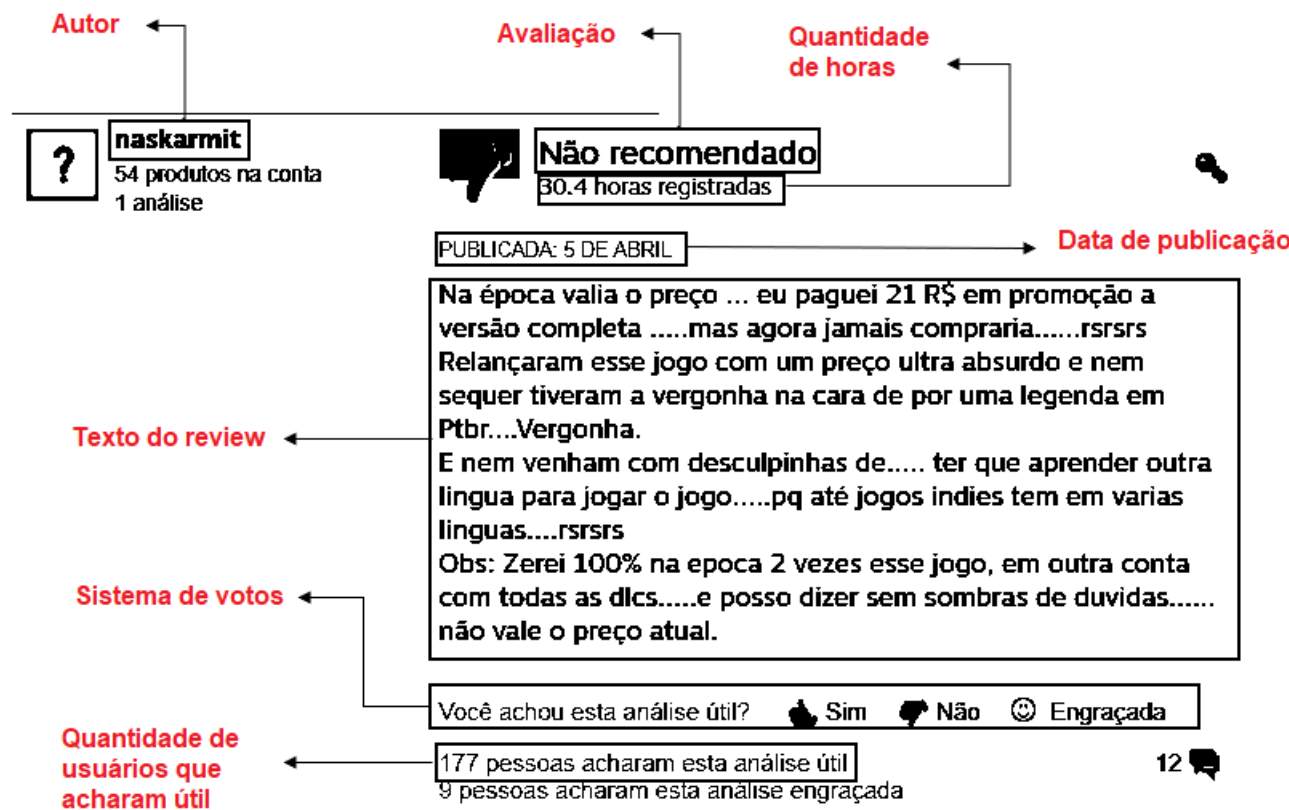 Autor
Avaliação
Quantidade
de horas
?
naskarmit
54 produtos na conta
1 análise
Não recomendado
30.4 horas registradas
PUBLICADA: 5 DE ABRIL
Data de publicação
Na época valia o preço ... eu paguei 21 R$ em promoção a
versão completa .....mas agora jamais compraria......rsrsrs
Relançaram esse jogo com um preço ultra absurdo e nem
sequer tiveram a vergonha na cara de por uma legenda em
Ptbr....Vergonha.
E nem venham com desculpinhas de..... ter que aprender outra
lingua para jogar o jogo.....pq até jogos indies tem em varias
linguas....rsrsrs
Obs: Zerei 100% na epoca 2 vezes esse jogo, em outra conta
com todas as dlcs.....e posso dizer sem sombras de duvidas......
não vale o preço atual.
Texto do review
Sistema de votos
Você achou esta análise útil? Sim Não Engraçada
Quantidade de
usuários que
acharam útil
177 pessoas acharam esta análise útil
12
9 pessoas acharam esta análise engraçada